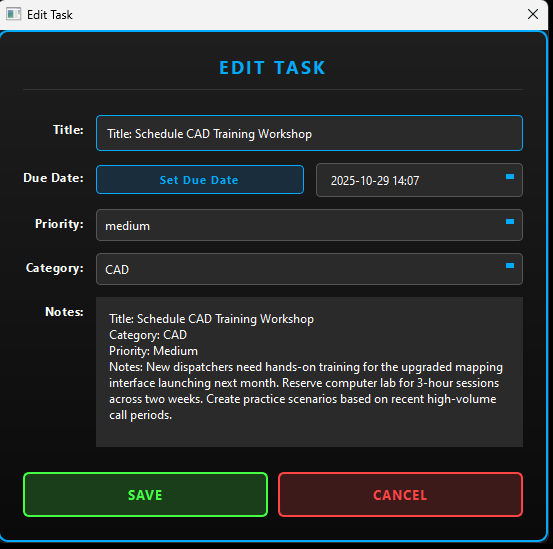 Edit Task
EDIT TASK
Title:
Title: Schedule CAD Training Workshop
Due Date:
Set Due Date
2025-10-29 14:07
Priority:
medium
Category:
CAD
Notes:
Title: Schedule CAD Training Workshop
Category: CAD
Priority: Medium
Notes: New dispatchers need hands-on training for the upgraded mapping
interface launching next month. Reserve computer lab for 3-hour sessions
across two weeks. Create practice scenarios based on recent high-volume
call periods.
SAVE
CANCEL